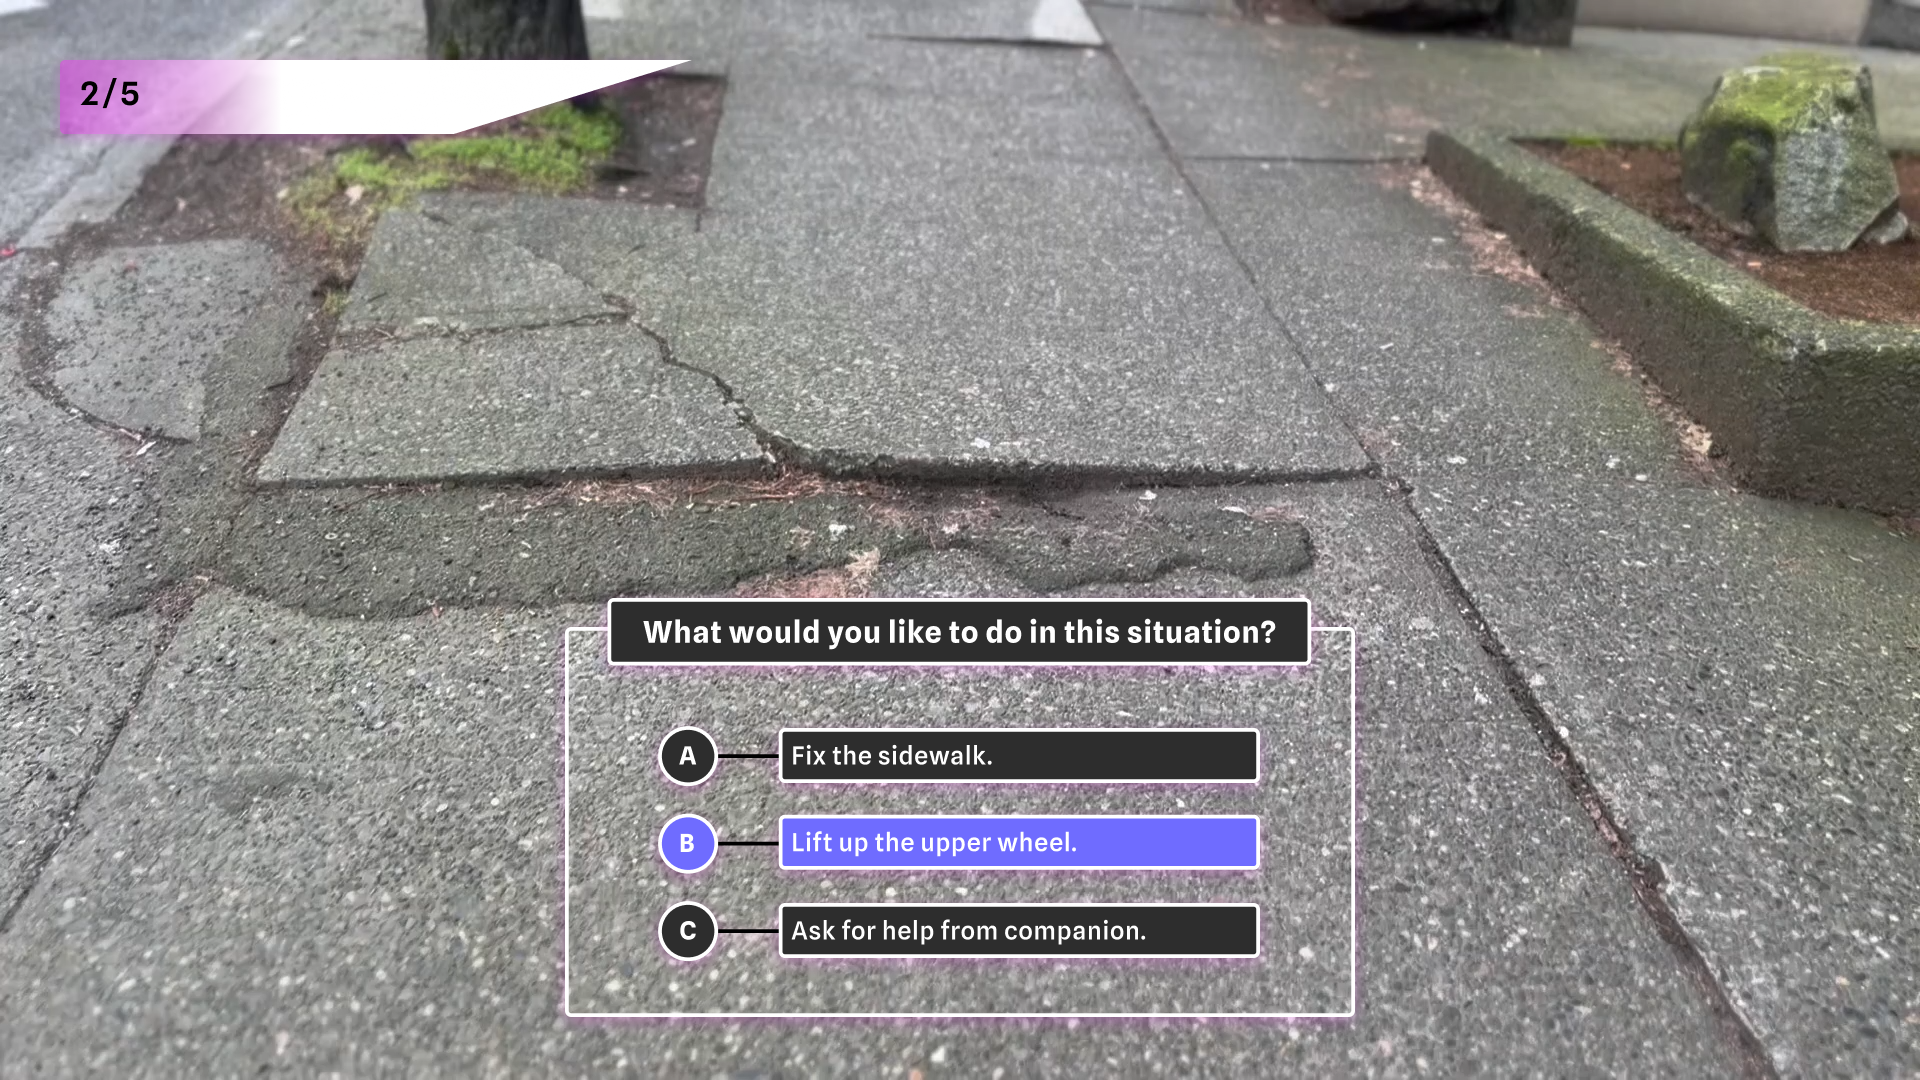 2/5
What would you like to do in this situation?
A Fix the sidewalk.
B Lift up the upper wheel.
C Ask for help from companion.